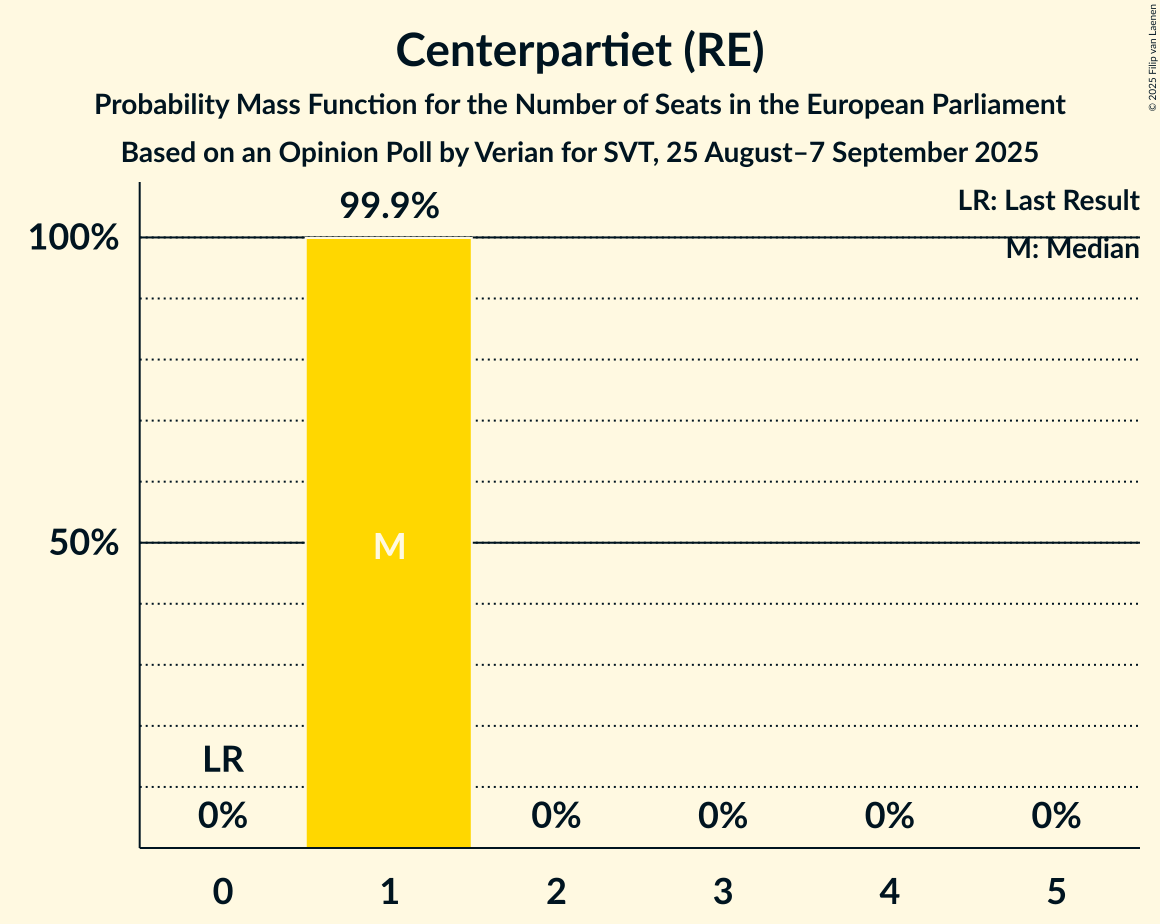 Centerpartiet (RE)
Probability Mass Function for the Number of Seats in the European Parliament
Based on an Opinion Poll by Verian for SVT, 25 August–7 September 2025
© 2025 Filip van Laenen
LR: Last Result
M: Median
99.9%
100%
50%
M
LR
0%
0%
0%
0%
0%
0
1
2
3
4
5